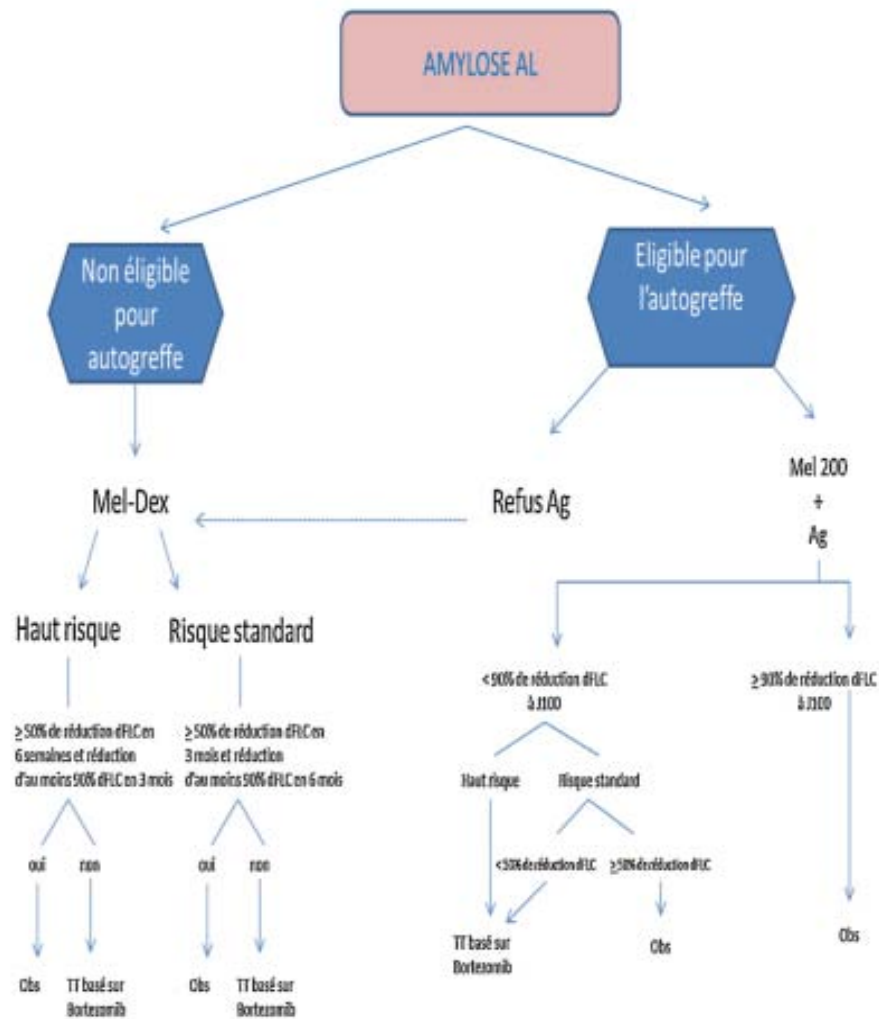 AMYLOSE AL
Non éligible
pour
autogreffe
Eligible pour
l'autogreffe
Mel-Dex
Refus Ag
Mel 200
+
Ag
Haut risque
Risque standard
≥ 50% de réduction dFLC en
6 semaines et réduction
d'au moins 90% dFLC en 3 mois
≥ 50% de réduction dFLC en
3 mois et réduction
d'au moins 90% dFLC en 6 mois
oui
non
oui
non
Obs
TT basé sur
Bortezomib
Obs
TT basé sur
Bortezomib
< 90% de réduction dFLC
à J100
≥ 90% de réduction dFLC
à J100
Haut risque
Risque standard
< 50% de réduction dFLC
≥ 50% de réduction dFLC
TT basé sur
Bortezomib
Obs
Obs